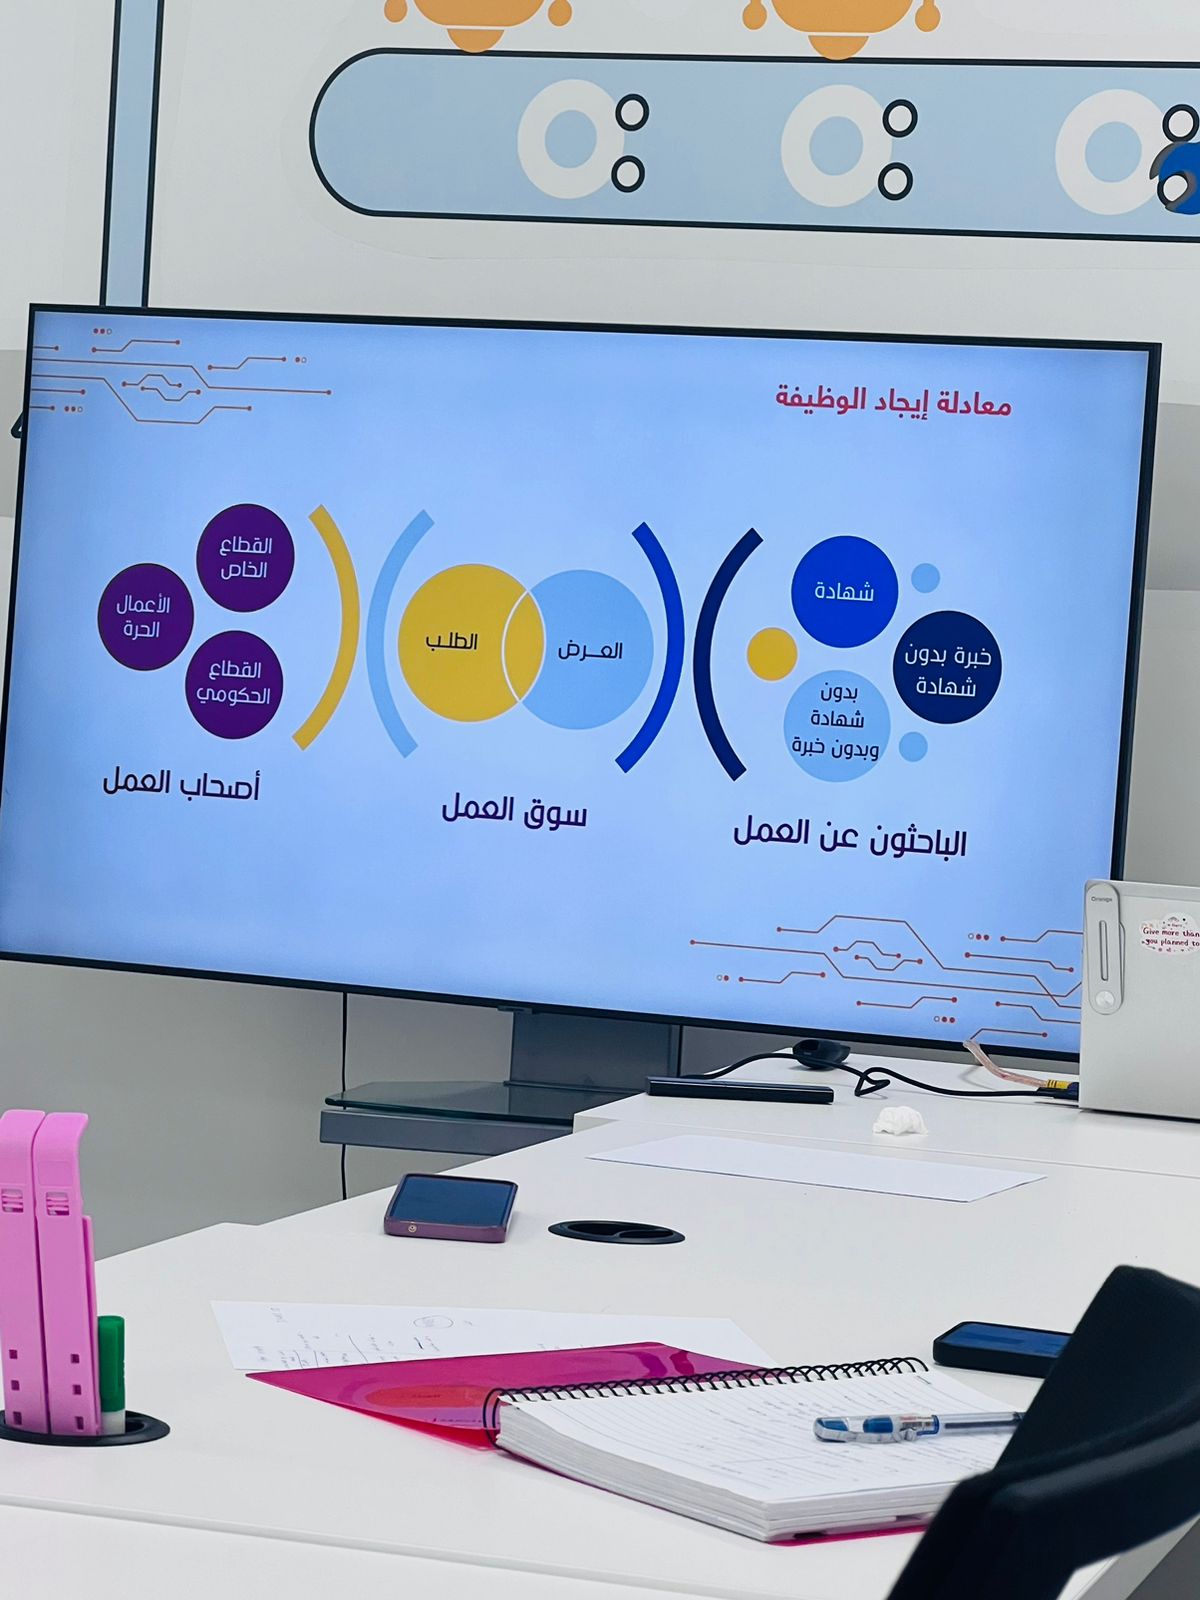 معادلة إيجاد الوظيفة
شهادة
خبرة بدون
شهادة
بدون
شهادة
وبدون خبرة
الباحثون عن العمل
العرض
الطلب
سوق العمل
القطاع
الخاص
الأعمال
الحرة
القطاع
الحكومي
أصحاب العمل
Orange
Give more than
you planned to